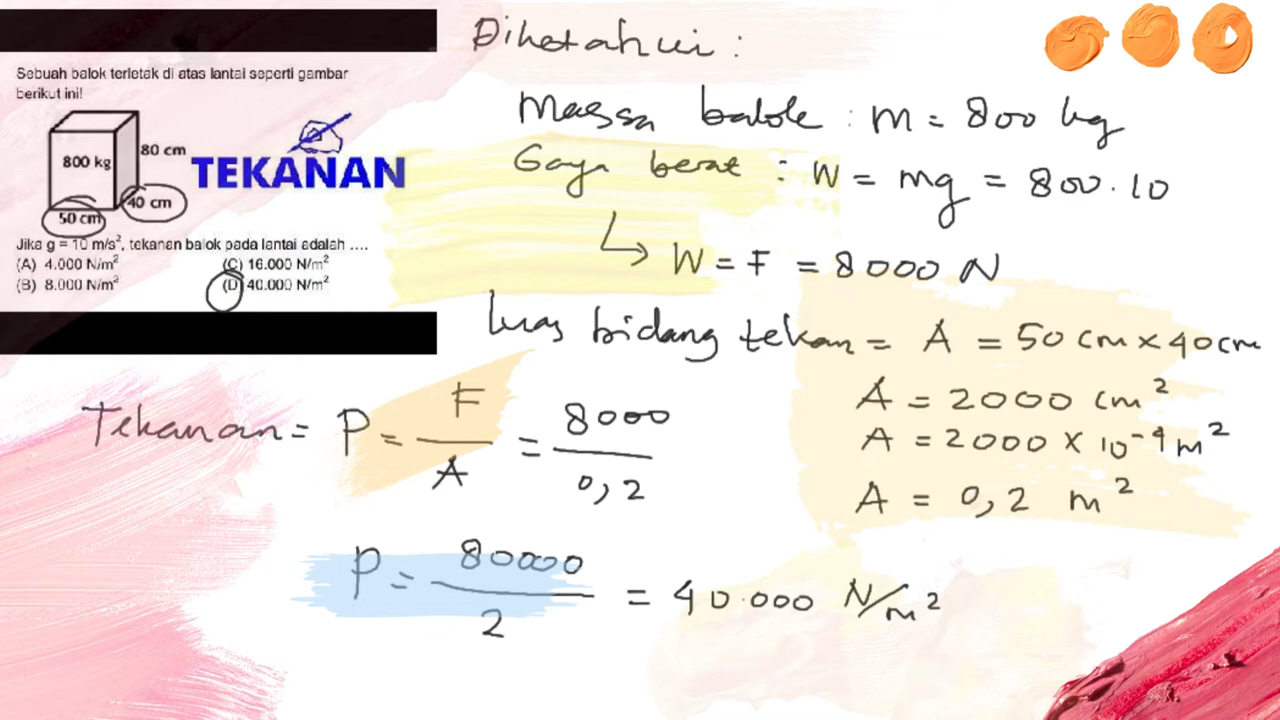 Sebuah balok terletak di atas lantai seperti gambar
berikut ini!
800 kg
80 cm
40 cm
50 cm
TEKANAN
Jika g = 10 m/s², tekanan balok pada lantai adalah ....
(A) 4.000 N/m²
(C) 16.000 N/m²
(B) 8.000 N/m²
(D) 40.000 N/m²
Diketahui :
Massa balok : m = 800 kg
Gaya berat : W = mg = 800.10
W = F = 8000 N
luas bidang tekan = A = 50 cm x 40 cm
A = 2000 cm²
A = 2000 x 10⁻⁴ m²
A = 0,2 m²
Tekanan = P = F/A = 8000/0,2
P = 80000/2 = 40.000 N/m²